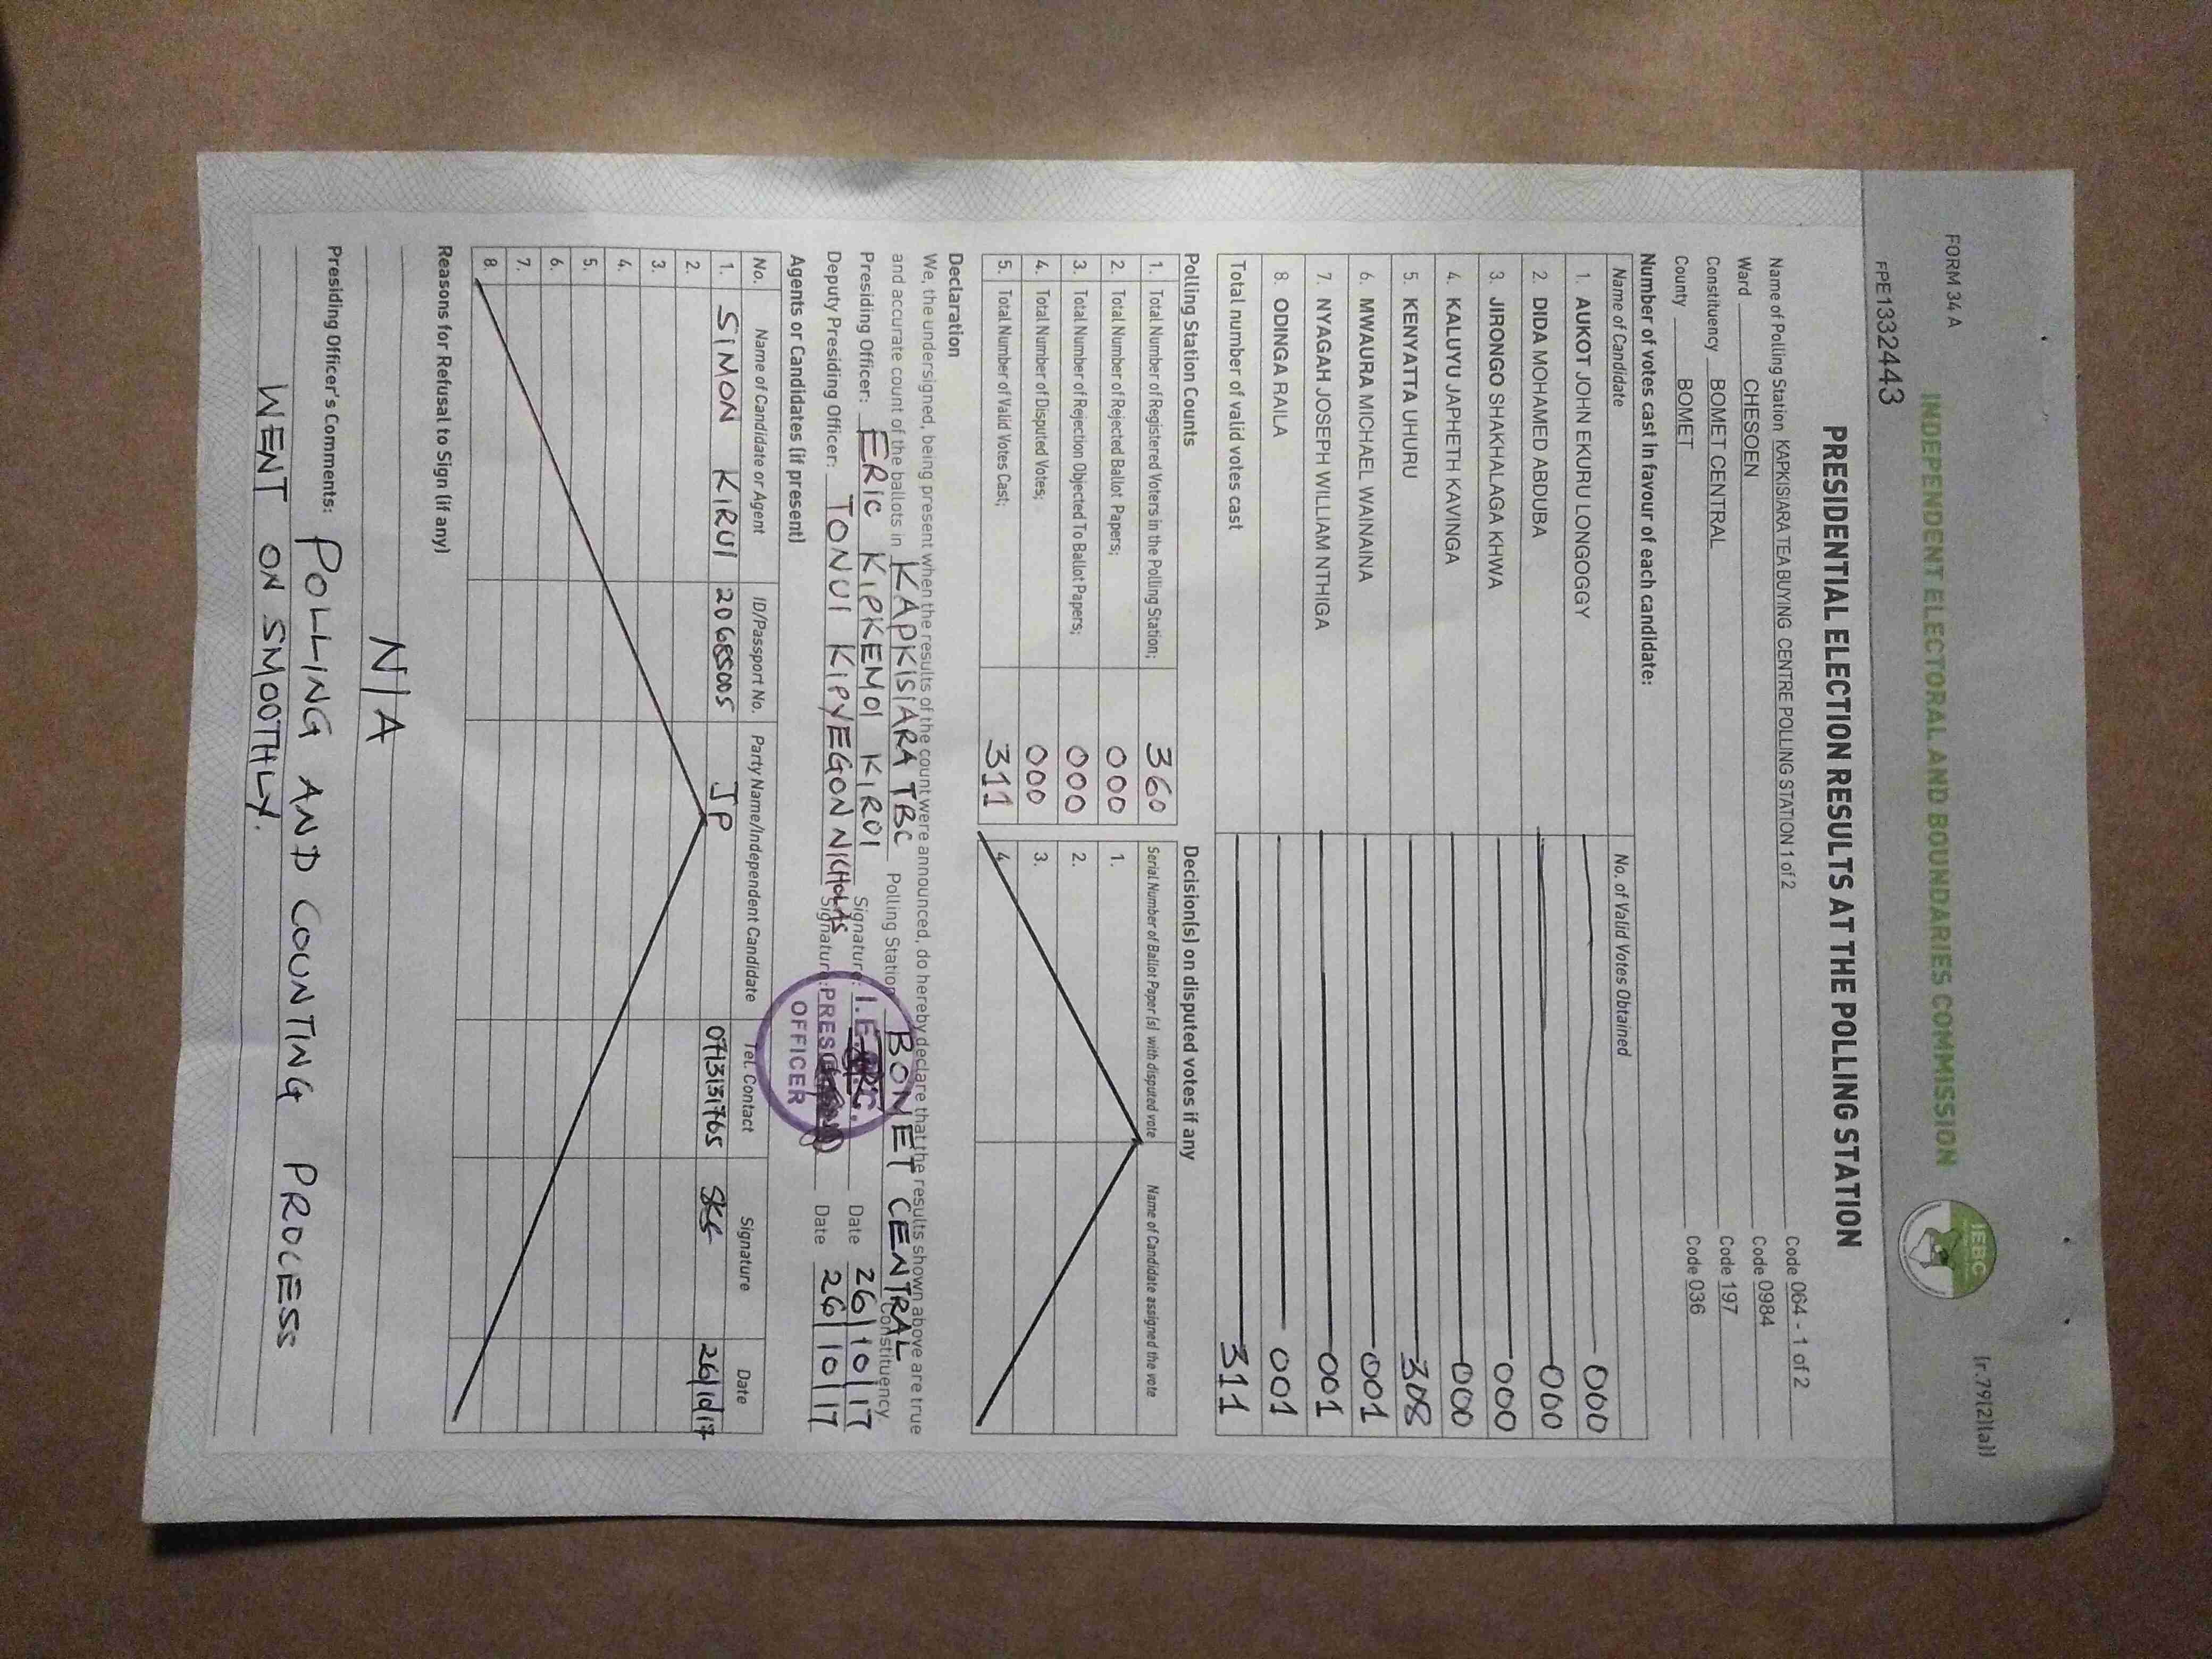 FORM 34 A
(r.79(2)(a))
INDEPENDENT ELECTORAL AND BOUNDARIES COMMISSION
IEBC
FPE1332443
PRESIDENTIAL ELECTION RESULTS AT THE POLLING STATION
Name of Polling Station KAPKISIARA TEA BUYING CENTRE POLLING STATION 1 of 2 Code 064 - 1 of 2
Ward CHESOEN Code 0984
Constituency BOMET CENTRAL Code 197
County BOMET Code 036
Number of votes cast in favour of each candidate:
Name of Candidate No. of Valid Votes Obtained
1. AUKOT JOHN EKURU LONGOGGY 000
2. DIDA MOHAMED ABDUBA 000
3. JIRONGO SHAKHALAGA KHWA 000
4. KALUYU JAPHETH KAVINGA 000
5. KENYATTA UHURU 308
6. MWAURA MICHAEL WAINAINA 001
7. NYAGAH JOSEPH WILLIAM NTHIGA 001
8. ODINGA RAILA 001
Total number of valid votes cast 311
Polling Station Counts Decision(s) on disputed votes if any
1. Total Number of Registered Voters in the Polling Station; 360 Serial Number of Ballot Paper(s) with disputed vote Name of Candidate assigned the vote
2. Total Number of Rejected Ballot Papers; 000 1.
3. Total Number of Rejection Objected To Ballot Papers; 000 2.
4. Total Number of Disputed Votes; 000 3.
5. Total Number of Valid Votes Cast; 311 4.
Declaration
We, the undersigned, being present when the results of the count were announced, do hereby declare that the results shown above are true
and accurate count of the ballots in KAPKISIARA TBC Polling Station BOMET CENTRAL Constituency
Presiding Officer: ERIC KIPKEMOI KIRUI Signature: I.E.B.C. Date 26/10/17
Deputy Presiding Officer: TONUI KIPYEGON NICHOLAS Signature: Date 26/10/17
OFFICER
Agents or Candidates (if present)
No. Name of Candidate or Agent ID/Passport No. Party Name/Independent Candidate Tel. Contact Signature Date
1. SIMON KIRUI 20685005 JP 0713131765 26/10/17
2.
3.
4.
5.
6.
7.
8.
Reasons for Refusal to Sign (if any)
N/A
Presiding Officer's Comments: POLLING AND COUNTING PROCESS
WENT ON SMOOTHLY.